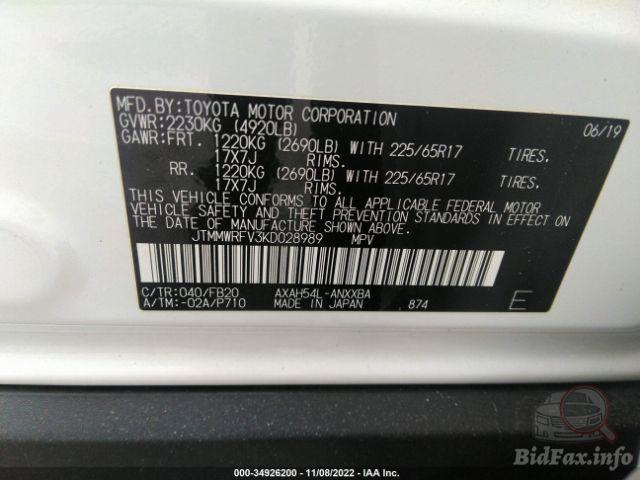 MFD.BY:TOYOTA MOTOR CORPORATION 06/19
GVWR:2230KG (4920LB)
GAWR:FRT. 1220KG (2690LB) WITH 225/65R17 TIRES.
17X7J RIMS.
RR. 1220KG (2690LB) WITH 225/65R17 TIRES.
17X7J RIMS.
THIS VEHICLE CONFORMS TO ALL APPLICABLE FEDERAL MOTOR
VEHICLE SAFETY AND THEFT PREVENTION STANDARDS IN EFFECT ON
THE DATE OF MANUFACTURE SHOWN ABOVE.
JTMMWRFV3KD028989 MPV
C/TR:040/FB20 AXAH54L-ANXXBA
A/TM:-02A/P710 MADE IN JAPAN 874 E
BidFax.info
000-34926200 - 11/08/2022 - IAA Inc.